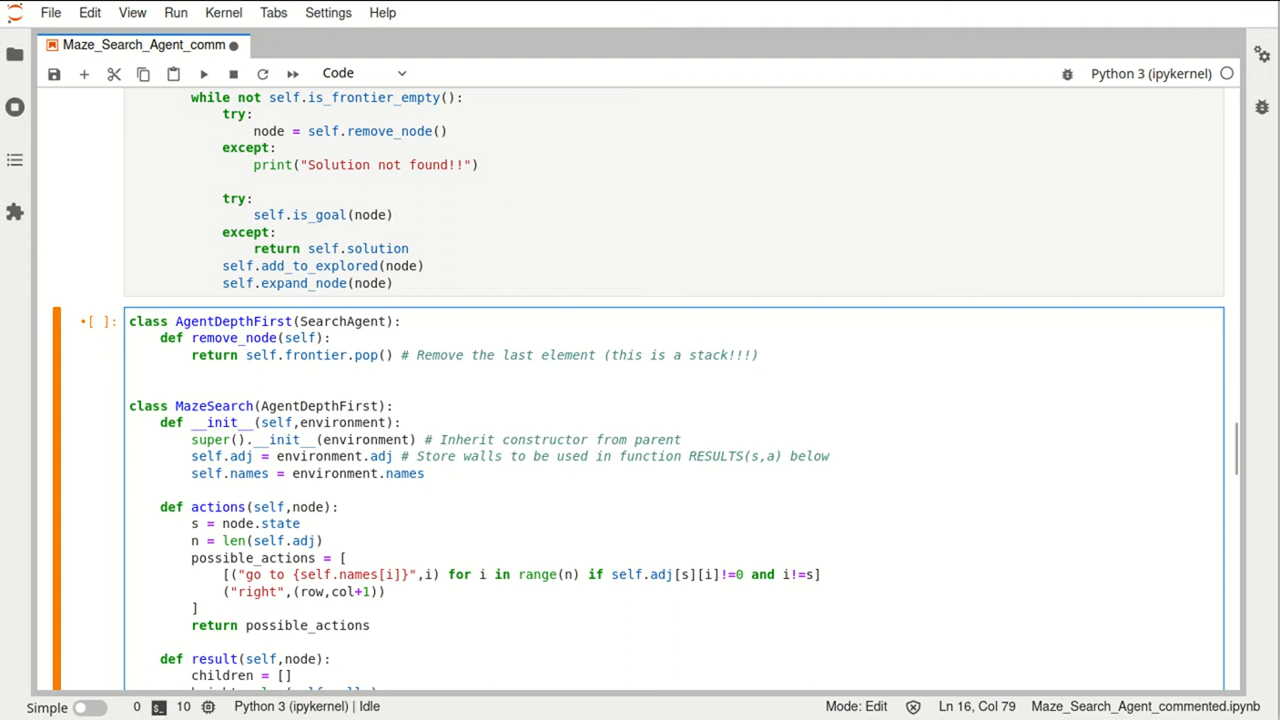 File Edit View Run Kernel Tabs Settings Help
Maze_Search_Agent_comm
Code
Python 3 (ipykernel)
while not self.is_frontier_empty():
try:
node = self.remove_node()
except:
print("Solution not found!!")
try:
self.is_goal(node)
except:
return self.solution
self.add_to_explored(node)
self.expand_node(node)
•[ ]:
class AgentDepthFirst(SearchAgent):
def remove_node(self):
return self.frontier.pop() # Remove the last element (this is a stack!!!)
class MazeSearch(AgentDepthFirst):
def __init__(self,environment):
super().__init__(environment) # Inherit constructor from parent
self.adj = environment.adj # Store walls to be used in function RESULTS(s,a) below
self.names = environment.names
def actions(self,node):
s = node.state
n = len(self.adj)
possible_actions = [
[("go to {self.names[i]}",i) for i in range(n) if self.adj[s][i]!=0 and i!=s]
("right",(row,col+1))
]
return possible_actions
def result(self,node):
children = []
Simple 0 $_ 10 Python 3 (ipykernel) | Idle Mode: Edit Ln 16, Col 79 Maze_Search_Agent_commented.ipynb